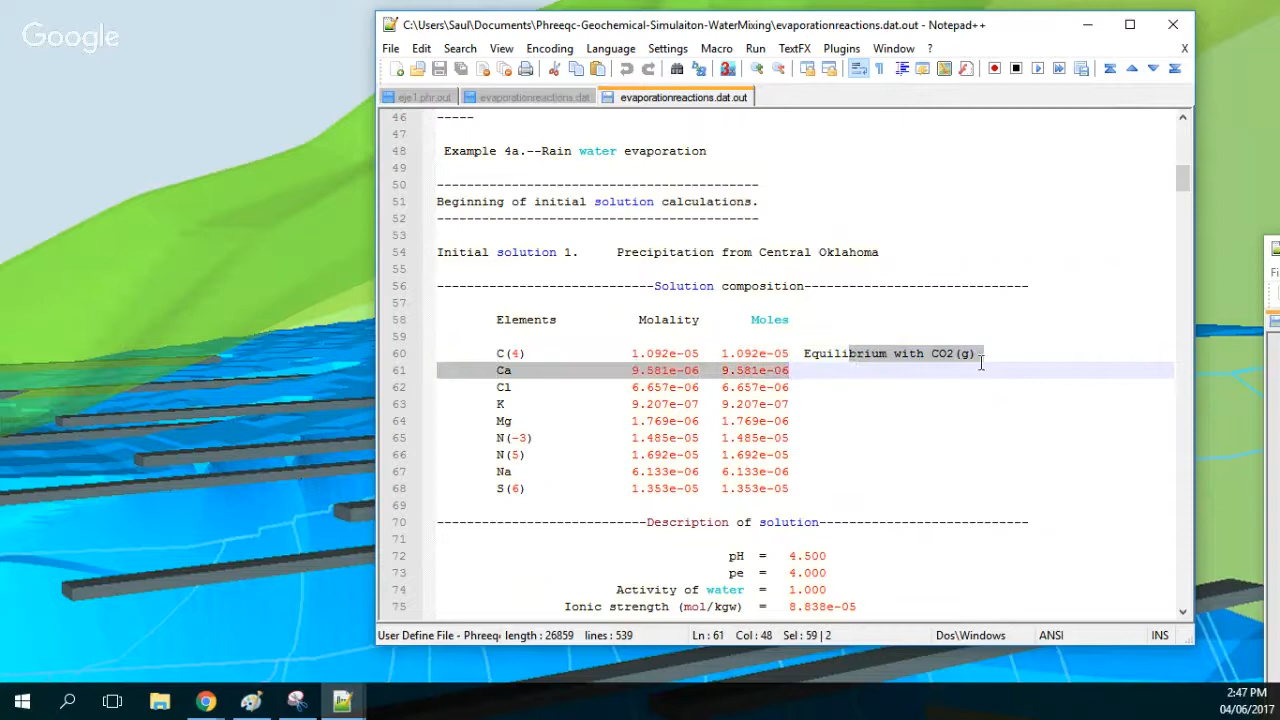 Google
C:\Users\Saul\Documents\Phreeqc-Geochemical-Simulaiton-WaterMixing\evaporationreactions.dat.out - Notepad++
File Edit Search View Encoding Language Settings Macro Run TextFX Plugins Window ? X
eje1.phr.out evaporationreactions.dat evaporationreactions.dat.out
46 -----
47
48 Example 4a.--Rain water evaporation
49
50 -------------------------------------------
51 Beginning of initial solution calculations.
52 -------------------------------------------
53
54 Initial solution 1. Precipitation from Central Oklahoma
55
56 -----------------------------Solution composition------------------------------
57
58 Elements Molality Moles
59
60 C(4) 1.092e-05 1.092e-05 Equilibrium with CO2(g)
61 Ca 9.581e-06 9.581e-06
62 Cl 6.657e-06 6.657e-06
63 K 9.207e-07 9.207e-07
64 Mg 1.769e-06 1.769e-06
65 N(-3) 1.485e-05 1.485e-05
66 N(5) 1.692e-05 1.692e-05
67 Na 6.133e-06 6.133e-06
68 S(6) 1.353e-05 1.353e-05
69
70 ----------------------------Description of solution----------------------------
71
72 pH = 4.500
73 pe = 4.000
74 Activity of water = 1.000
75 Ionic strength (mol/kgw) = 8.838e-05
User Define File - Phreeqc length : 26859 lines : 539 Ln : 61 Col : 48 Sel : 59 | 2 Dos\Windows ANSI INS
Fi
2:47 PM
04/06/2017